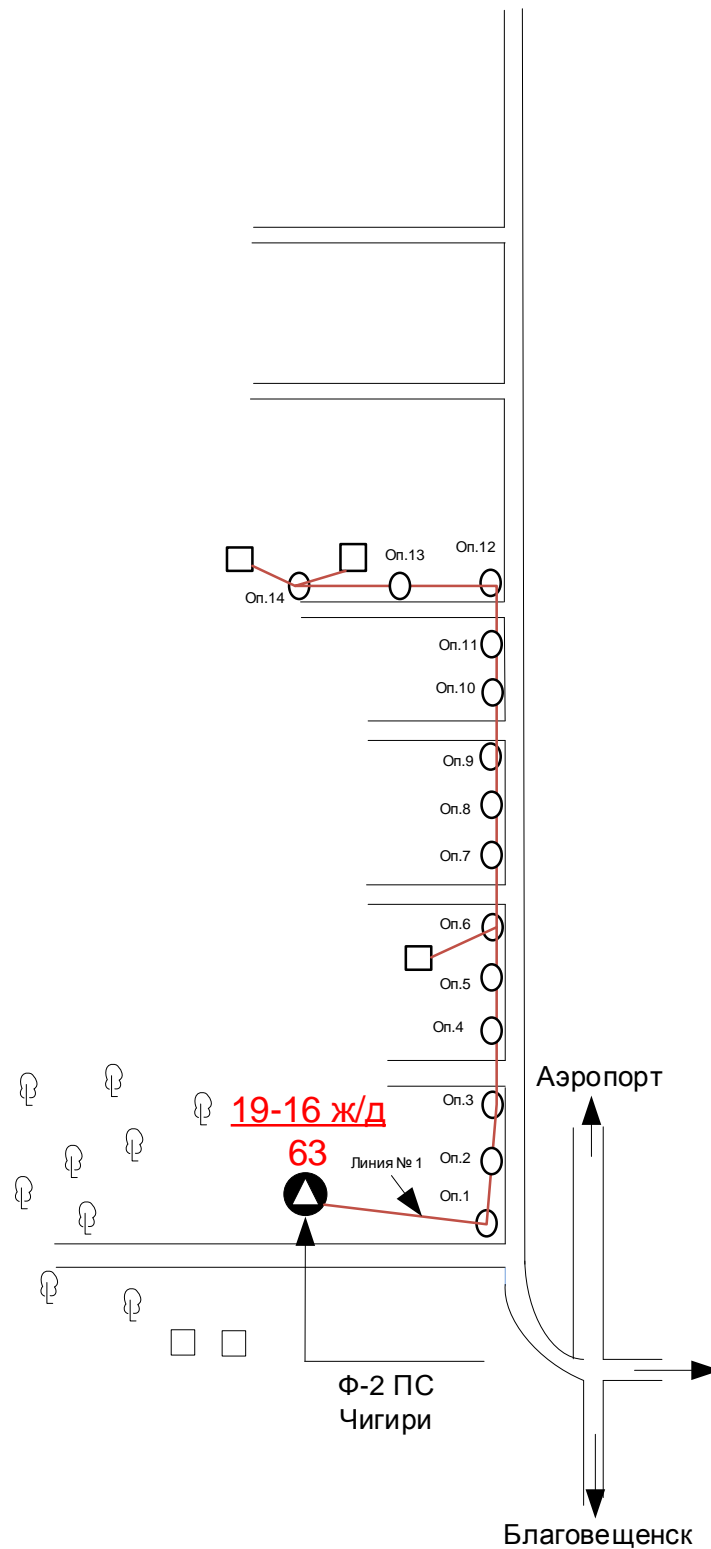 Оп.13
Оп.12
Оп.14
Оп.11
Оп.10
Оп.9
Оп.8
Оп.7
Оп.6
Оп.5
Оп.4
Аэропорт
19-16 ж/д
63
Оп.3
Оп.2
Линия № 1
Оп.1
Ф-2 ПС
Чигири
Благовещенск